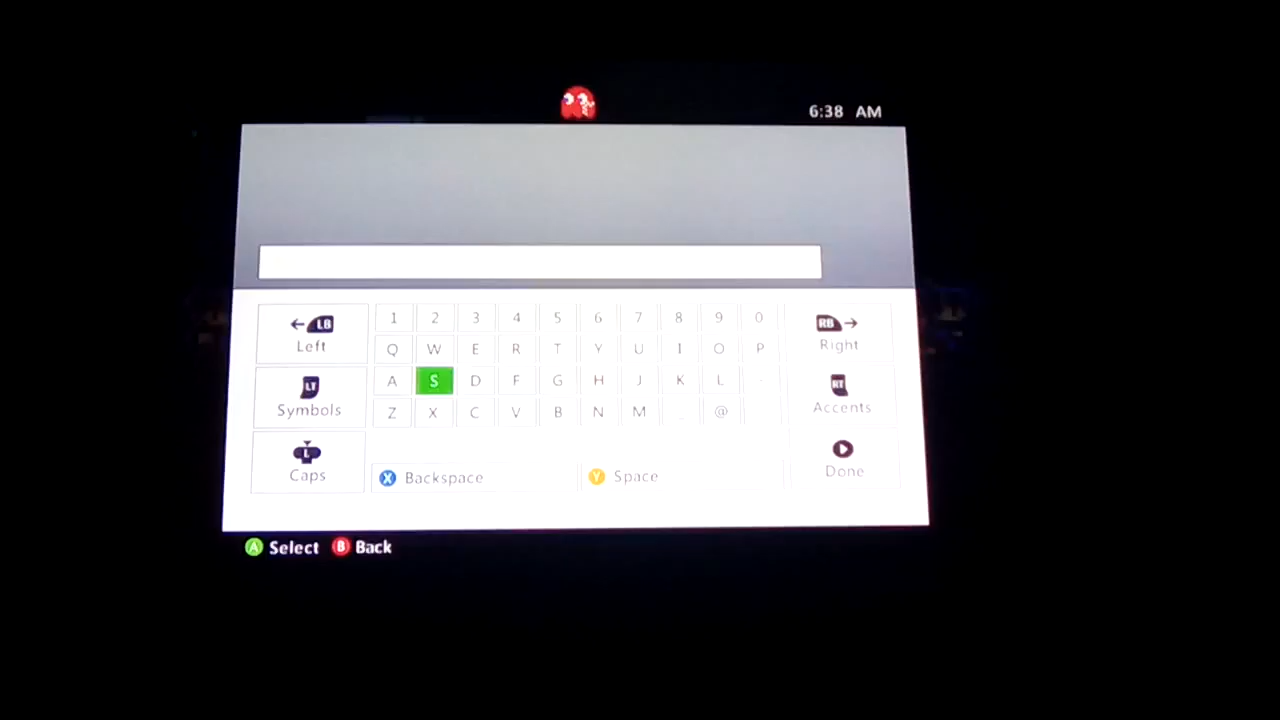 6:38 AM
LB
Left
1 2 3 4 5 6 7 8 9 0
RB
Right
Q W E R T Y U I O P
LT
Symbols
A S D F G H J K L -
RT
Accents
Z X C V B N M _ @
L
Caps
X Backspace
Y Space
Done
A Select B Back